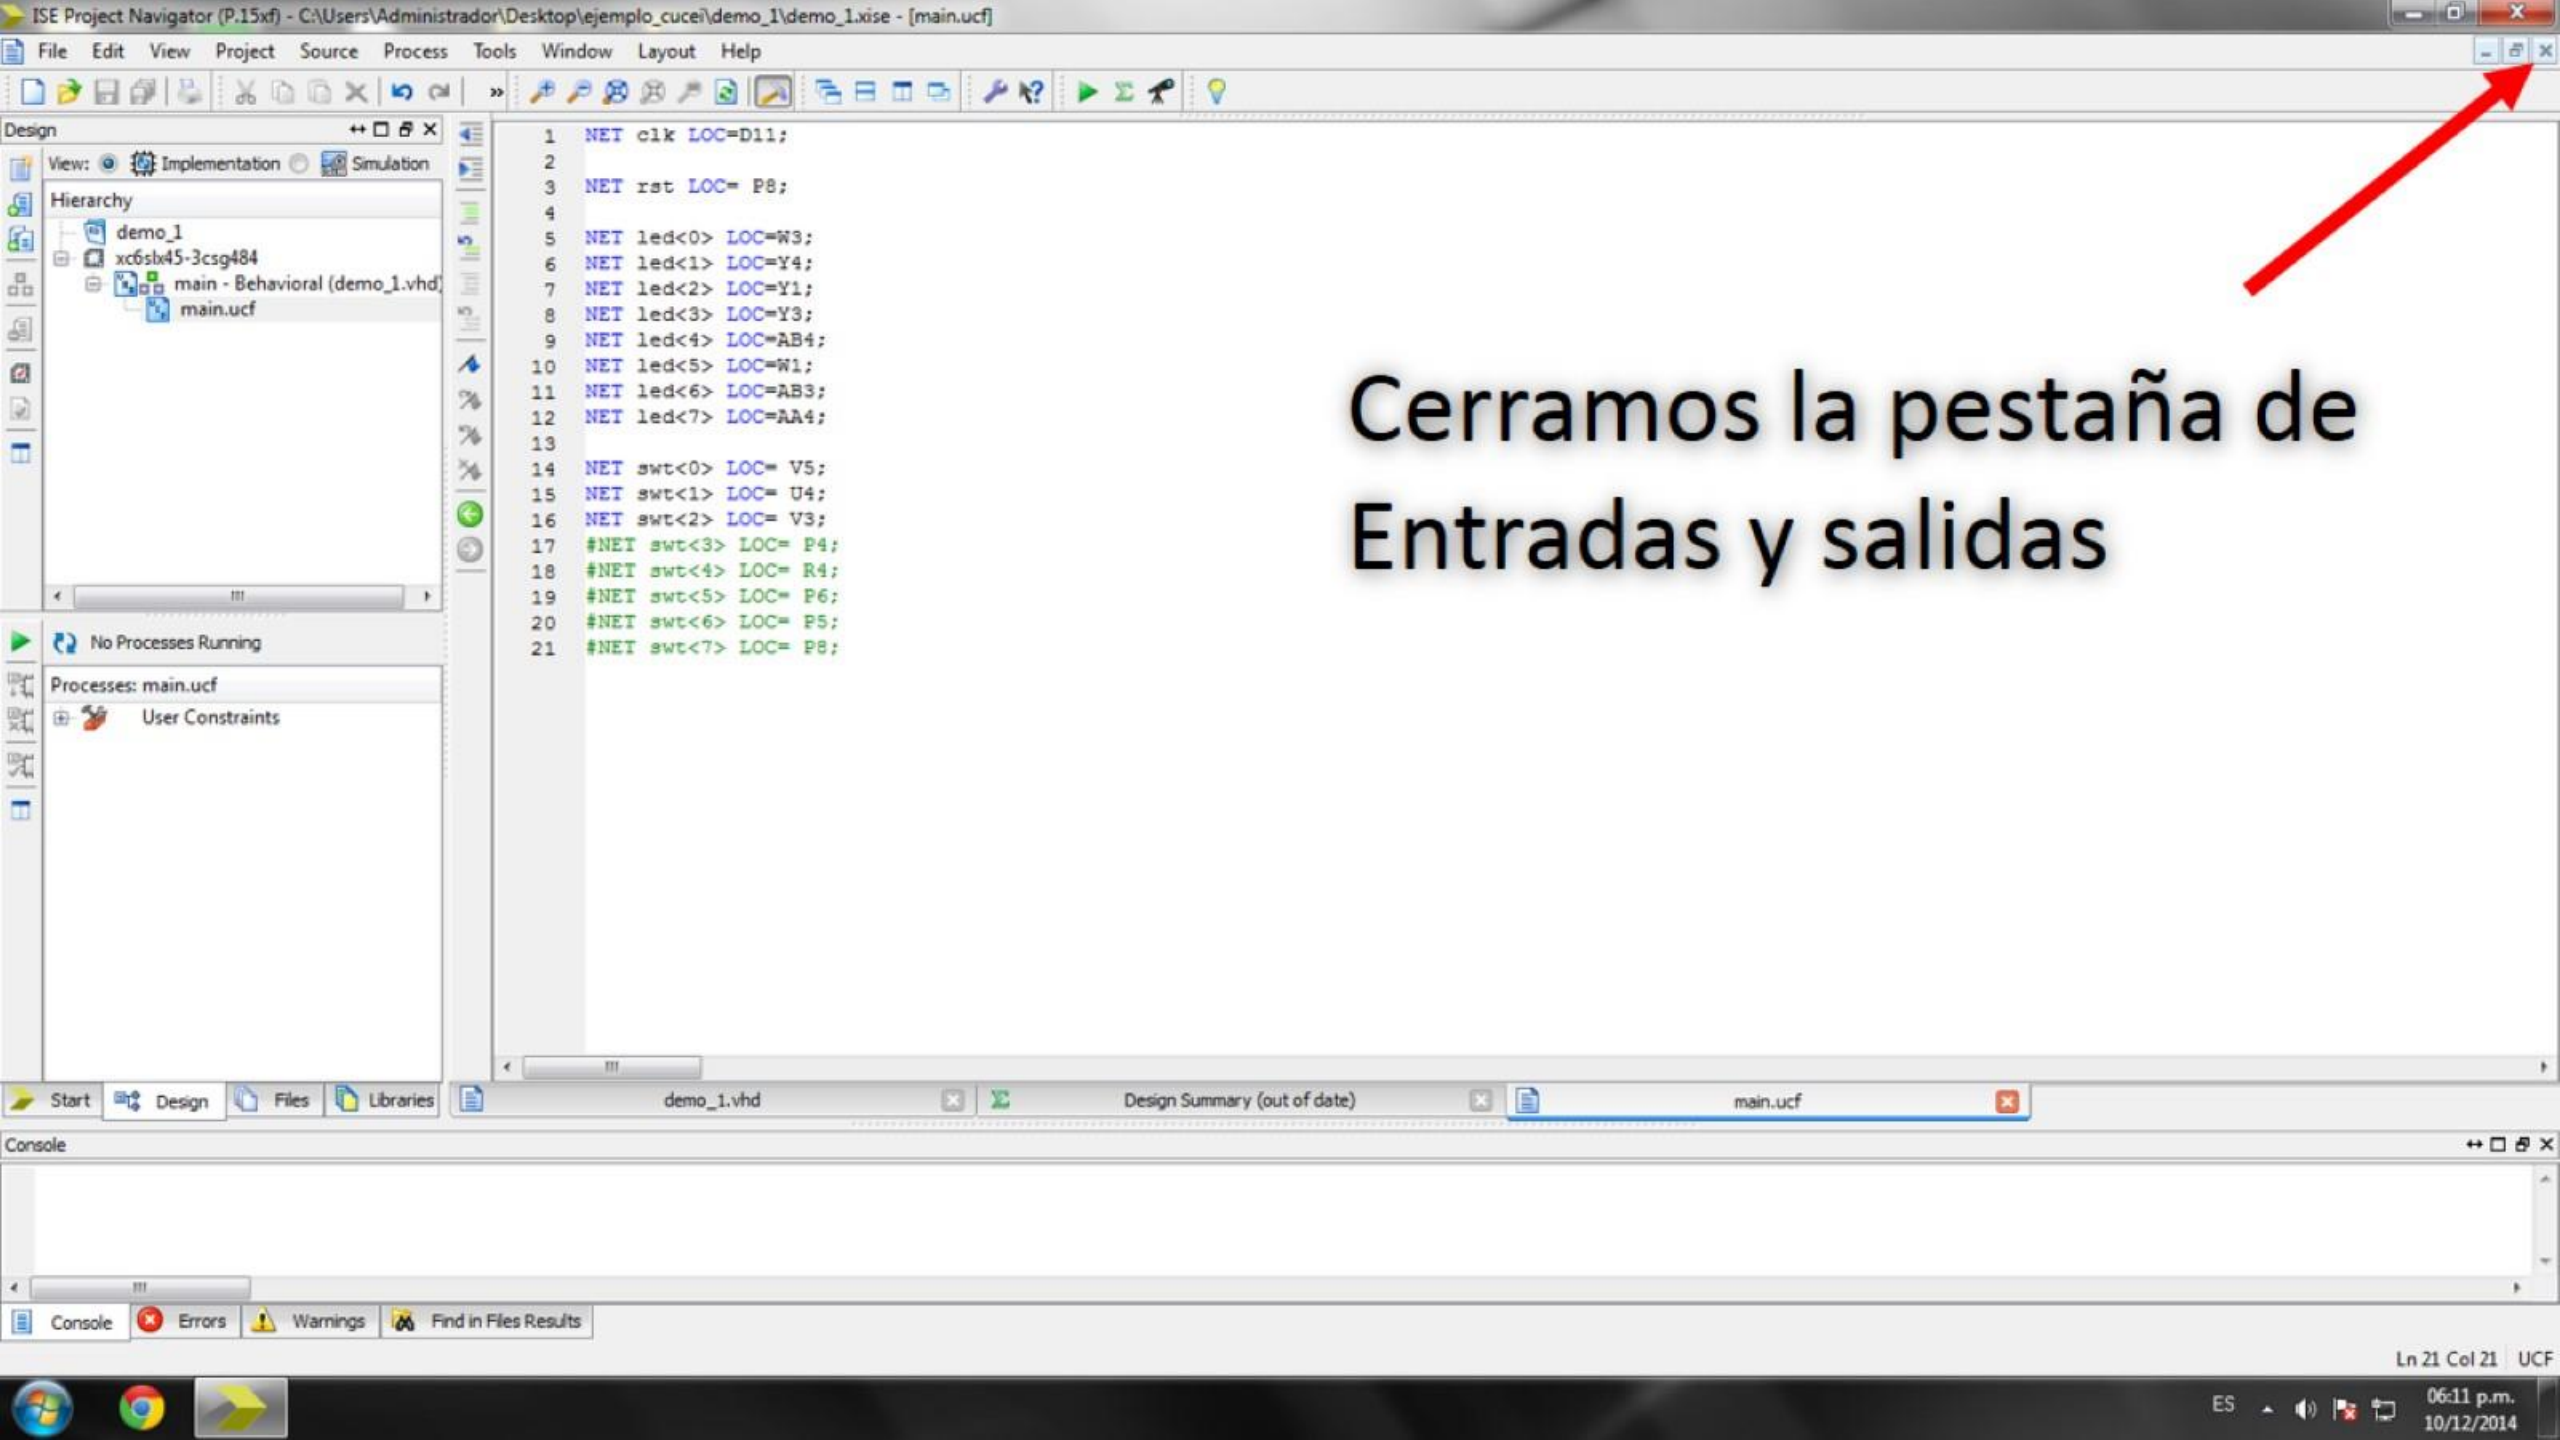 ISE Project Navigator (P.15xf) - C:\Users\Administrador\Desktop\ejemplo_cucei\demo_1\demo_1.xise - [main.ucf]
File Edit View Project Source Process Tools Window Layout Help
Design
View: Implementation Simulation
Hierarchy
demo_1
xc6slx45-3csg484
main - Behavioral (demo_1.vhd)
main.ucf
No Processes Running
Processes: main.ucf
User Constraints
1 NET clk LOC=D11;
2
3 NET rst LOC= P8;
4
5 NET led<0> LOC=W3;
6 NET led<1> LOC=Y4;
7 NET led<2> LOC=Y1;
8 NET led<3> LOC=Y3;
9 NET led<4> LOC=AB4;
10 NET led<5> LOC=W1;
11 NET led<6> LOC=AB3;
12 NET led<7> LOC=AA4;
13
14 NET swt<0> LOC= V5;
15 NET swt<1> LOC= U4;
16 NET swt<2> LOC= V3;
17 #NET swt<3> LOC= P4;
18 #NET swt<4> LOC= R4;
19 #NET swt<5> LOC= P6;
20 #NET swt<6> LOC= P5;
21 #NET swt<7> LOC= P8;
Cerramos la pestaña de
Entradas y salidas
Start Design Files Libraries
demo_1.vhd Design Summary (out of date) main.ucf
Console
Console Errors Warnings Find in Files Results
Ln 21 Col 21 UCF
ES 06:11 p.m.
10/12/2014